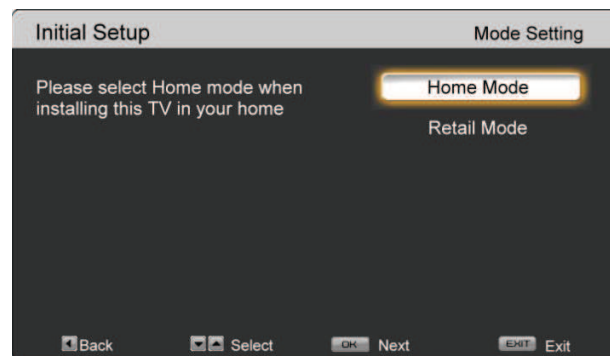 Initial Setup
Mode Setting
Please select Home mode when
installing this TV in your home
Home Mode
Retail Mode
Back
Select
OK Next
EXIT Exit